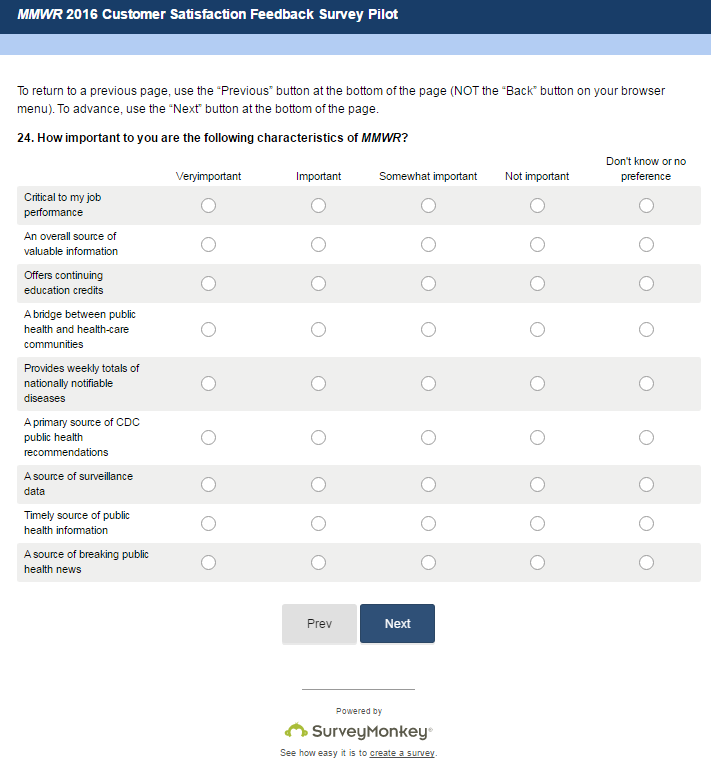 MMWR 2016 Customer Satisfaction Feedback Survey Pilot
To return to a previous page, use the "Previous" button at the bottom of the page (NOT the "Back" button on your browser
menu). To advance, use the "Next" button at the bottom of the page.
24. How important to you are the following characteristics of MMWR?
Don't know or no
Veryimportant Important Somewhat important Not important preference
Critical to my job
performance
An overall source of
valuable information
Offers continuing
education credits
A bridge between public
health and health-care
communities
Provides weekly totals of
nationally notifiable
diseases
A primary source of CDC
public health
recommendations
A source of surveillance
data
Timely source of public
health information
A source of breaking public
health news
Prev Next
Powered by
SurveyMonkey®
See how easy it is to create a survey.